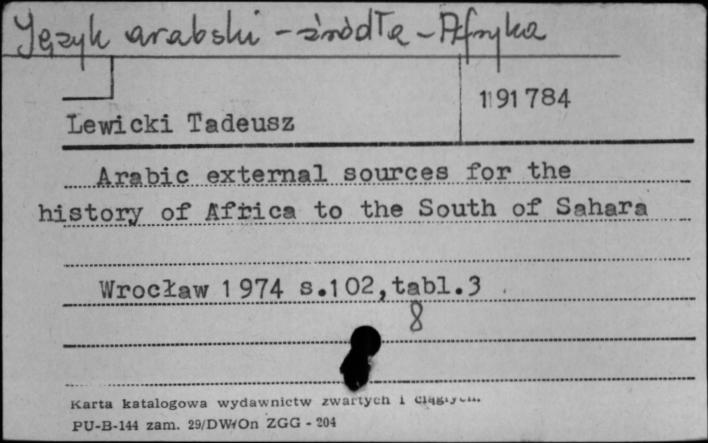 Język arabski - źródła - Afryka
1191784
Lewicki Tadeusz
Arabic external sources for the
history of Africa to the South of Sahara
Wrocław 1974 s.102, tabl.3
8
Karta katalogowa wydawnictw zwartych i ciągłych.
PU-B-144 zam. 29/DW/On ZGG - 204